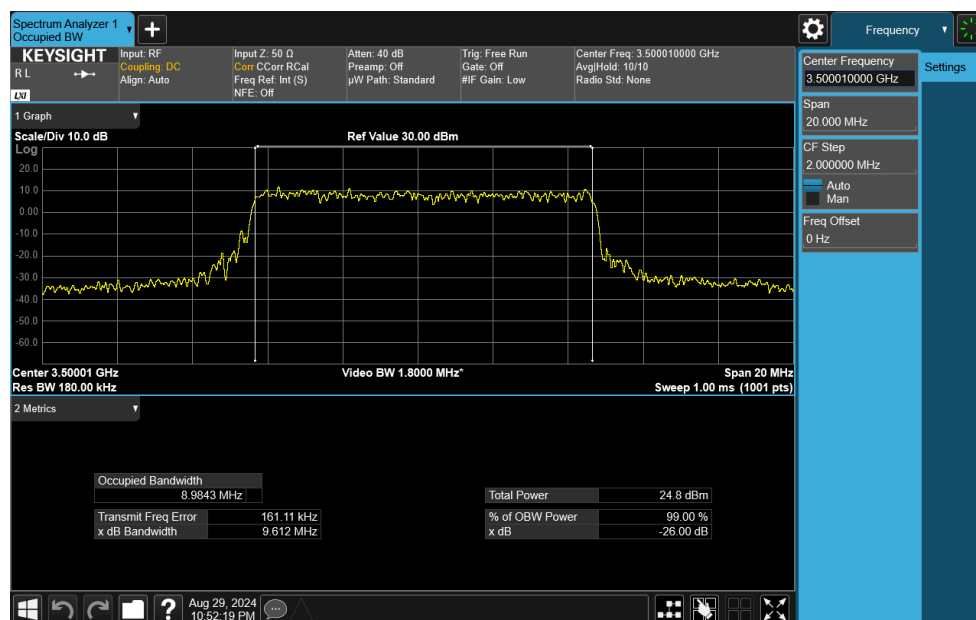 Spectrum Analyzer 1
Occupied BW
▼
+
Frequency ▼
KEYSIGHT
R L
LXI
Input: RF
Coupling: DC
Align: Auto
Input Z: 50 Ω
Corr CCorr RCal
Freq Ref: Int (S)
NFE: Off
Atten: 40 dB
Preamp: Off
µW Path: Standard
Trig: Free Run
Gate: Off
#IF Gain: Low
Center Freq: 3.500010000 GHz
Avg|Hold: 10/10
Radio Std: None
Center Frequency
3.500010000 GHz
Settings
Span
20.000 MHz
CF Step
2.000000 MHz
Auto
Man
Freq Offset
0 Hz
1 Graph ▼
Scale/Div 10.0 dB Ref Value 30.00 dBm
Log
20.0
10.0
0.00
-10.0
-20.0
-30.0
-40.0
-50.0
-60.0
Center 3.50001 GHz Video BW 1.8000 MHz* Span 20 MHz
Res BW 180.00 kHz Sweep 1.00 ms (1001 pts)
2 Metrics ▼
Occupied Bandwidth
8.9843 MHz
Total Power 24.8 dBm
Transmit Freq Error 161.11 kHz
% of OBW Power 99.00 %
x dB Bandwidth 9.612 MHz
x dB -26.00 dB
?
Aug 29, 2024
10:52:19 PM